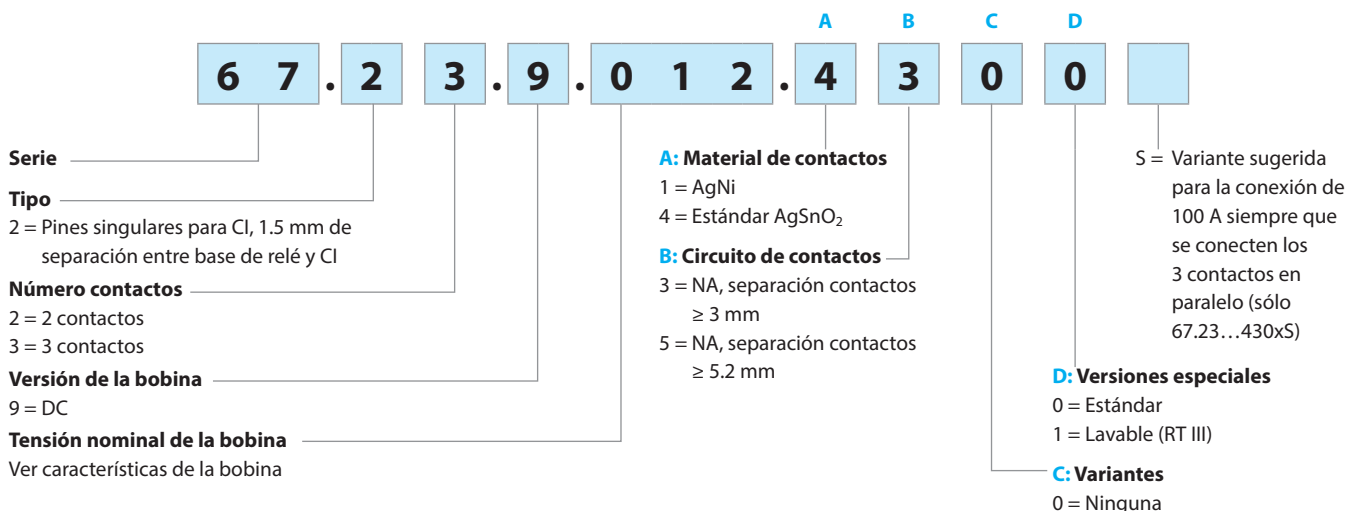 A B C D
6 7 . 2 3 . 9 . 0 1 2 . 4 3 0 0
Serie
Tipo
2 = Pines singulares para CI, 1.5 mm de
separación entre base de relé y CI
Número contactos
2 = 2 contactos
3 = 3 contactos
Versión de la bobina
9 = DC
Tensión nominal de la bobina
Ver características de la bobina
A: Material de contactos
1 = AgNi
4 = Estándar AgSnO₂
B: Circuito de contactos
3 = NA, separación contactos
≥ 3 mm
5 = NA, separación contactos
≥ 5.2 mm
S = Variante sugerida
para la conexión de
100 A siempre que
se conecten los
3 contactos en
paralelo (sólo
67.23…430xS)
D: Versiones especiales
0 = Estándar
1 = Lavable (RT III)
C: Variantes
0 = Ninguna